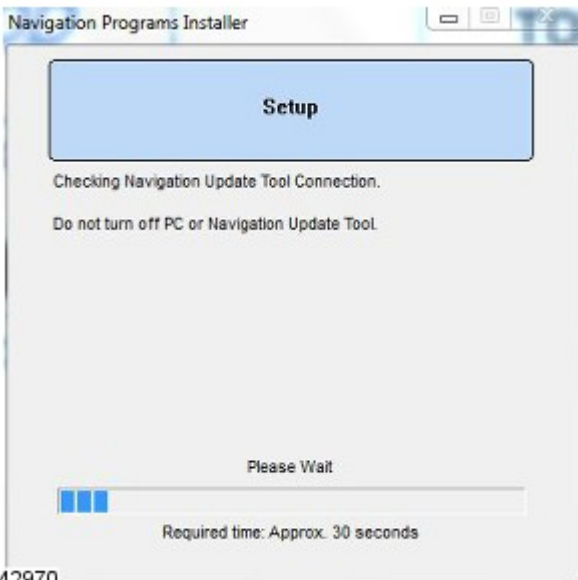 Navigation Programs Installer
Setup
Checking Navigation Update Tool Connection.
Do not turn off PC or Navigation Update Tool.
Please Wait
Required time: Approx. 30 seconds
42970